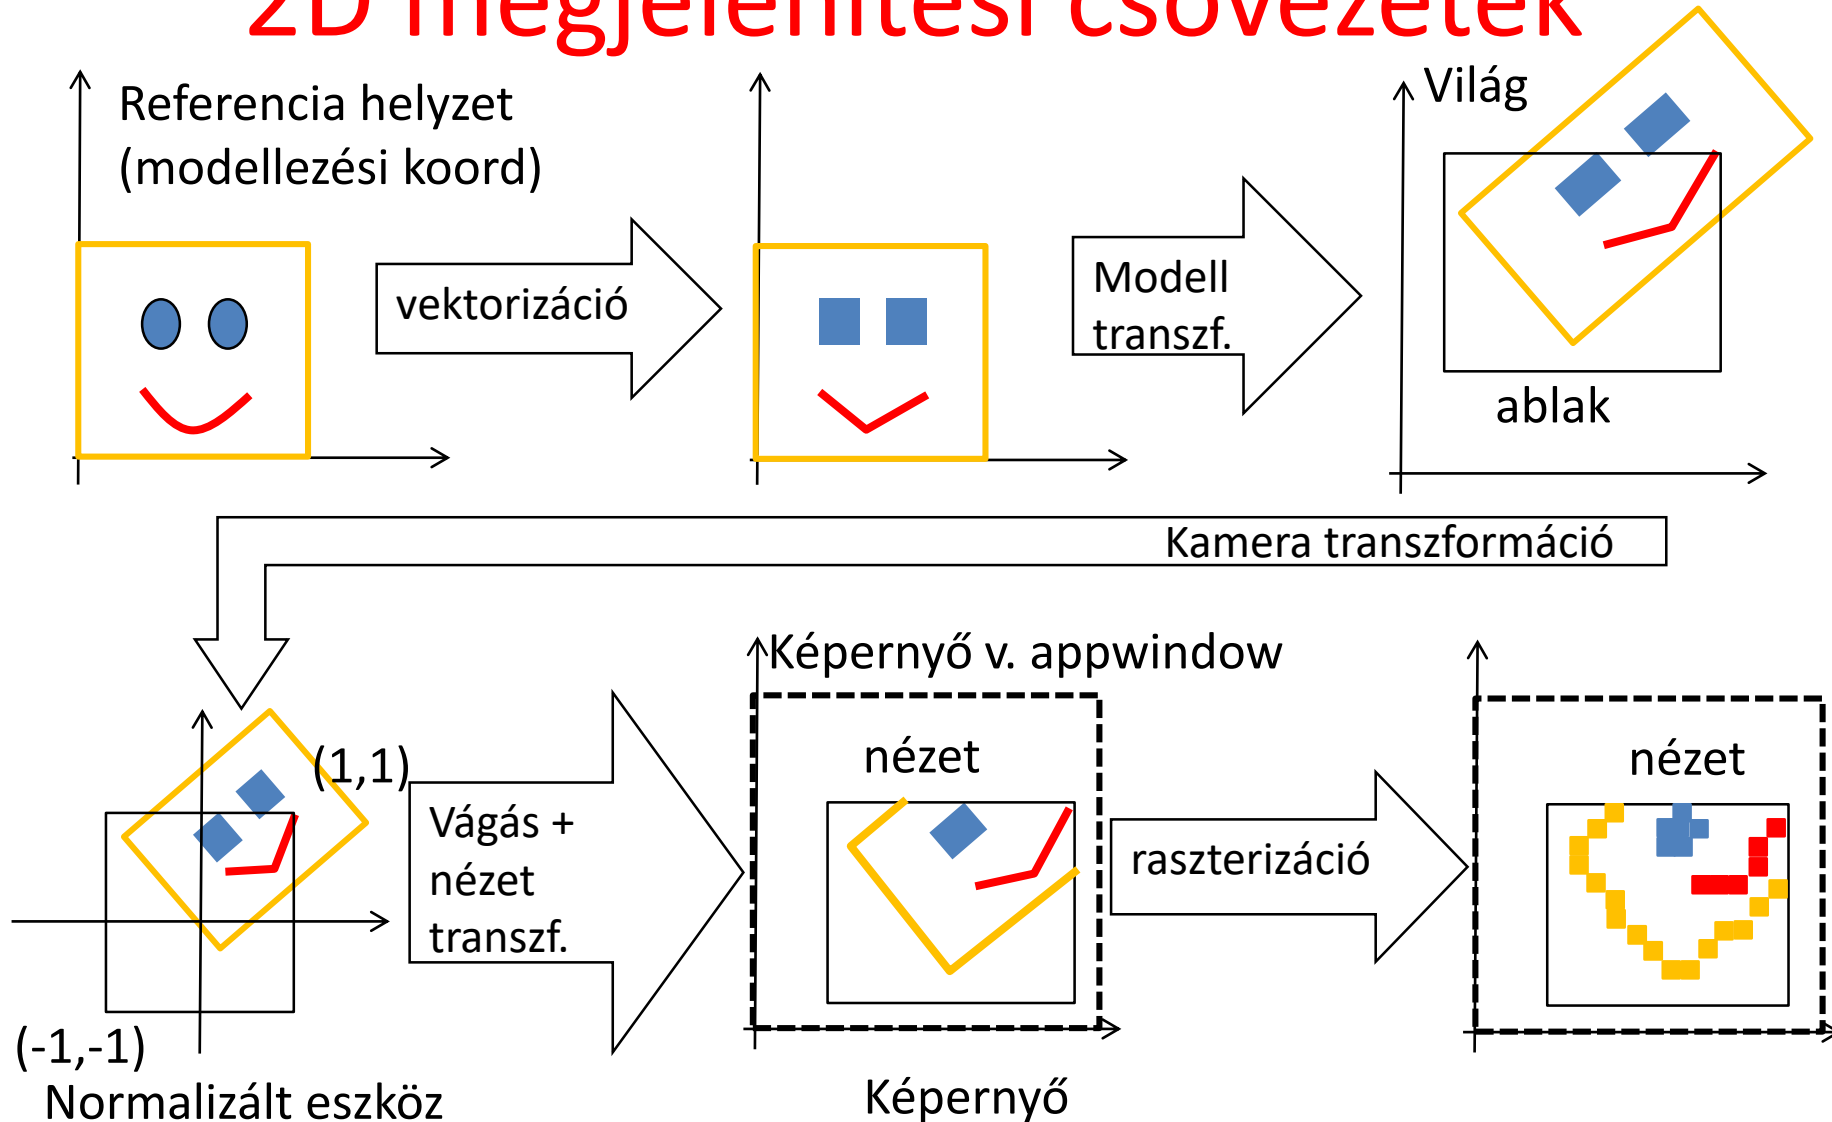 2D megjelenítési csővezeték
Referencia helyzet
(modellezési koord)
vektorizáció
Modell
transzf.
Világ
ablak
Kamera transzformáció
(1,1)
(-1,-1)
Normalizált eszköz
Vágás +
nézet
transzf.
Képernyő v. appwindow
nézet
Képernyő
raszterizáció
nézet